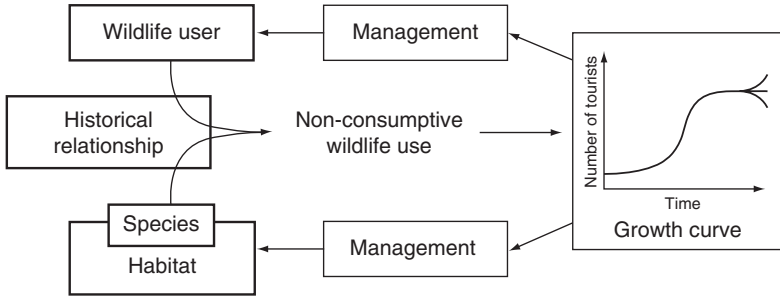 Wildlife user
Management
Historical
relationship
Non-consumptive
wildlife use
Number of tourists
Time
Growth curve
Species
Habitat
Management